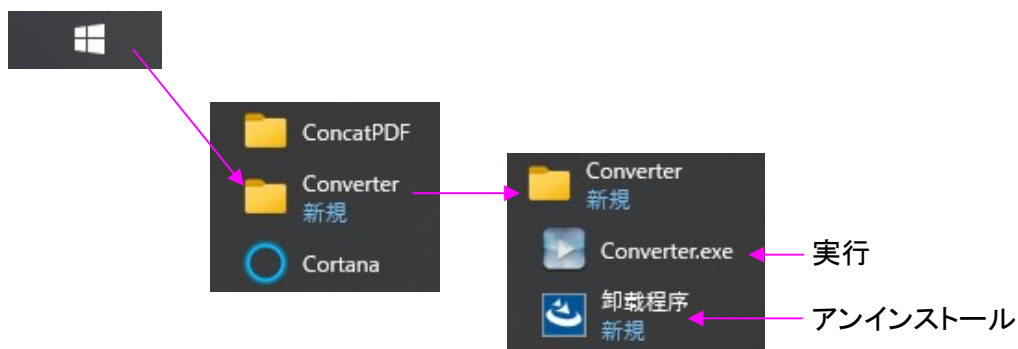 ConcatPDF
Converter
新規
Cortana
Converter
新規
Converter.exe
実行
卸载程序
新規
アンインストール